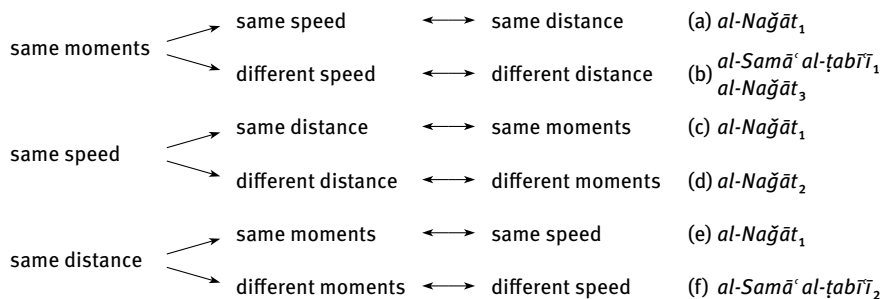 same speed ⟷ same distance (a) al-Naǧāt₁
same moments
different speed ⟷ different distance (b) al-Samāʿ al-ṭabīʿī₁
al-Naǧāt₃
same distance ⟷ same moments (c) al-Naǧāt₁
same speed
different distance ⟷ different moments (d) al-Naǧāt₂
same moments ⟷ same speed (e) al-Naǧāt₁
same distance
different moments ⟷ different speed (f) al-Samāʿ al-ṭabīʿī₂